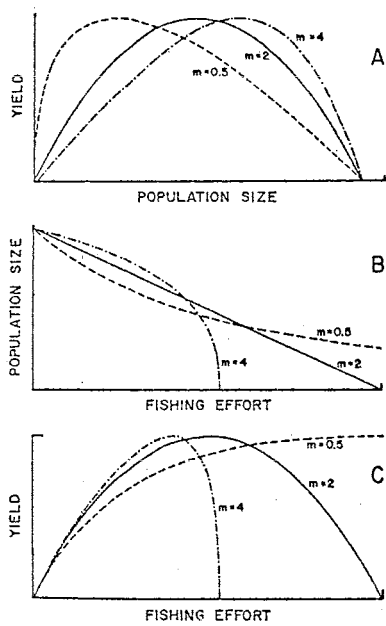 A
YIELD
m=4
m=2
m=0.5
POPULATION SIZE
B
POPULATION SIZE
m=0.5
m=4
m=2
FISHING EFFORT
C
YIELD
m=0.5
m=2
m=4
FISHING EFFORT